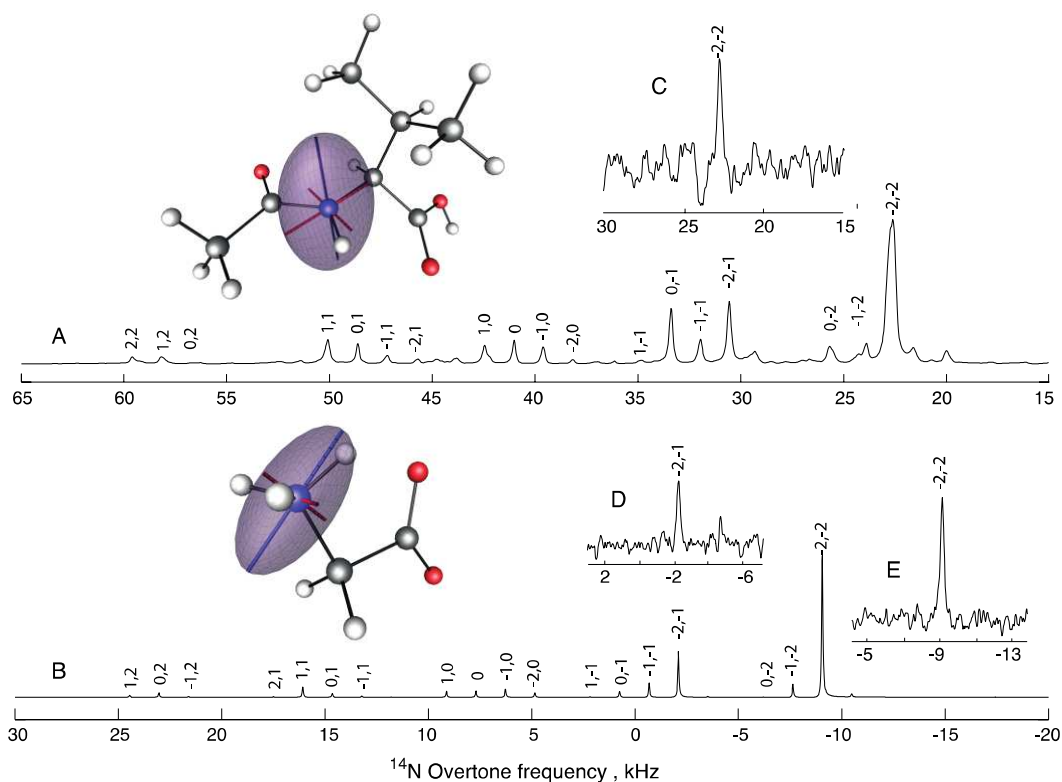 C
-2,-2
30 25 20 15
-2,-2
A
2,2 1,2 0,2 1,1 0,1 -1,1 -2,1 1,0 0 -1,0 -2,0 1,-1 0,-1 -1,-1 -2,-1 0,-2 -1,-2
65 60 55 50 45 40 35 30 25 20 15
D
-2,-1
2 -2 -6
E
-2,-2
-5 -9 -13
-2,-2
B
-1,2 0,2 -1,2 2,1 1,1 0,1 -1,1 1,0 0 -1,0 -2,0 1,-1 0,-1 -1,-1 -2,-1 0,-2 -1,-2
30 25 20 15 10 5 0 -5 -10 -15 -20
¹⁴N Overtone frequency , kHz